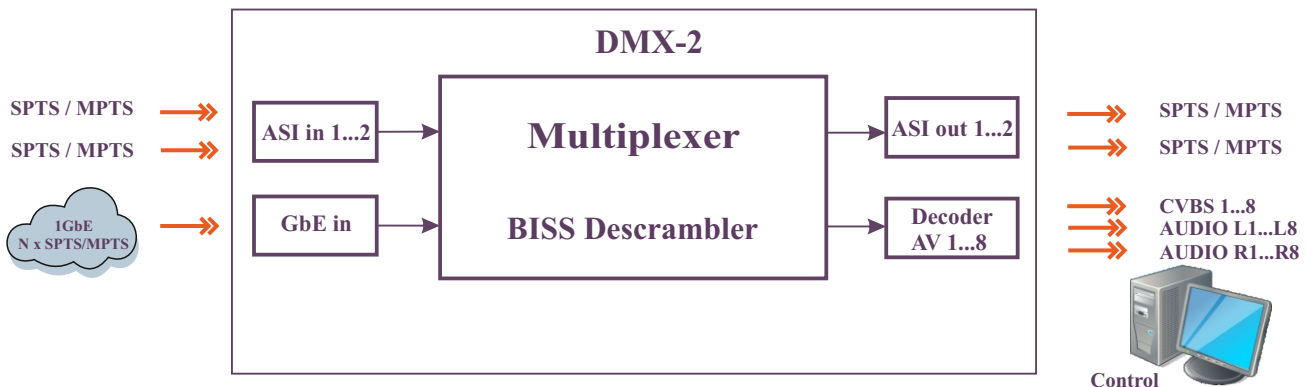 DMX-2
SPTS / MPTS
SPTS / MPTS
1GbE
N x SPTS/MPTS
ASI in 1...2
GbE in
Multiplexer
BISS Descrambler
ASI out 1...2
Decoder
AV 1...8
SPTS / MPTS
SPTS / MPTS
CVBS 1...8
AUDIO L1...L8
AUDIO R1...R8
Control